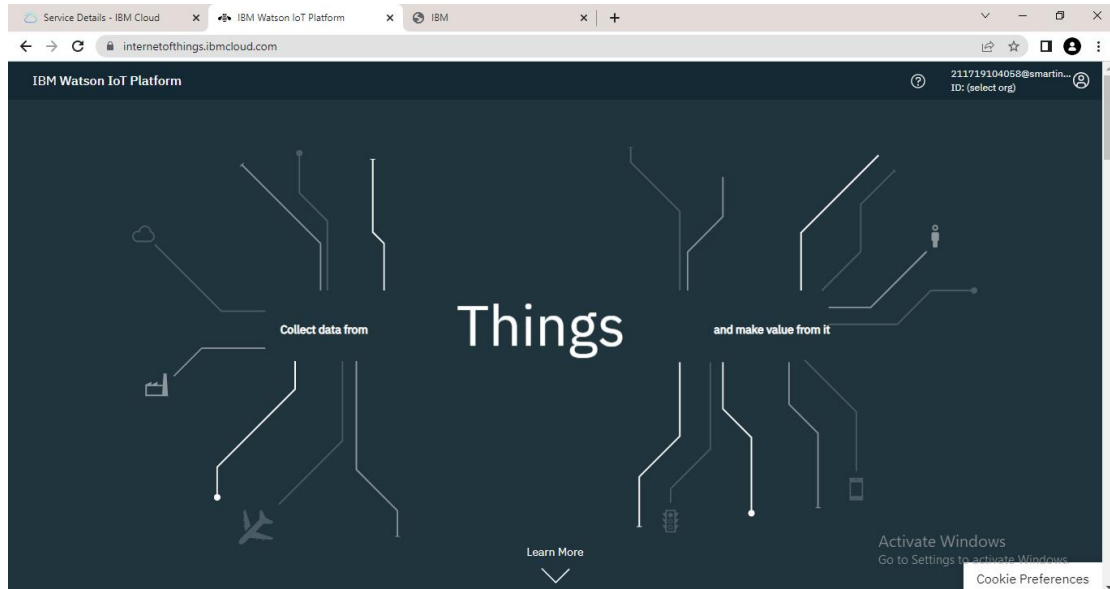 Service Details - IBM Cloud
IBM Watson IoT Platform
IBM
internetofthings.ibmcloud.com
IBM Watson IoT Platform
211719104058@smartin...
ID: (select org)
Collect data from
Things
and make value from it
Learn More
Activate Windows
Go to Settings to activate Windows.
Cookie Preferences